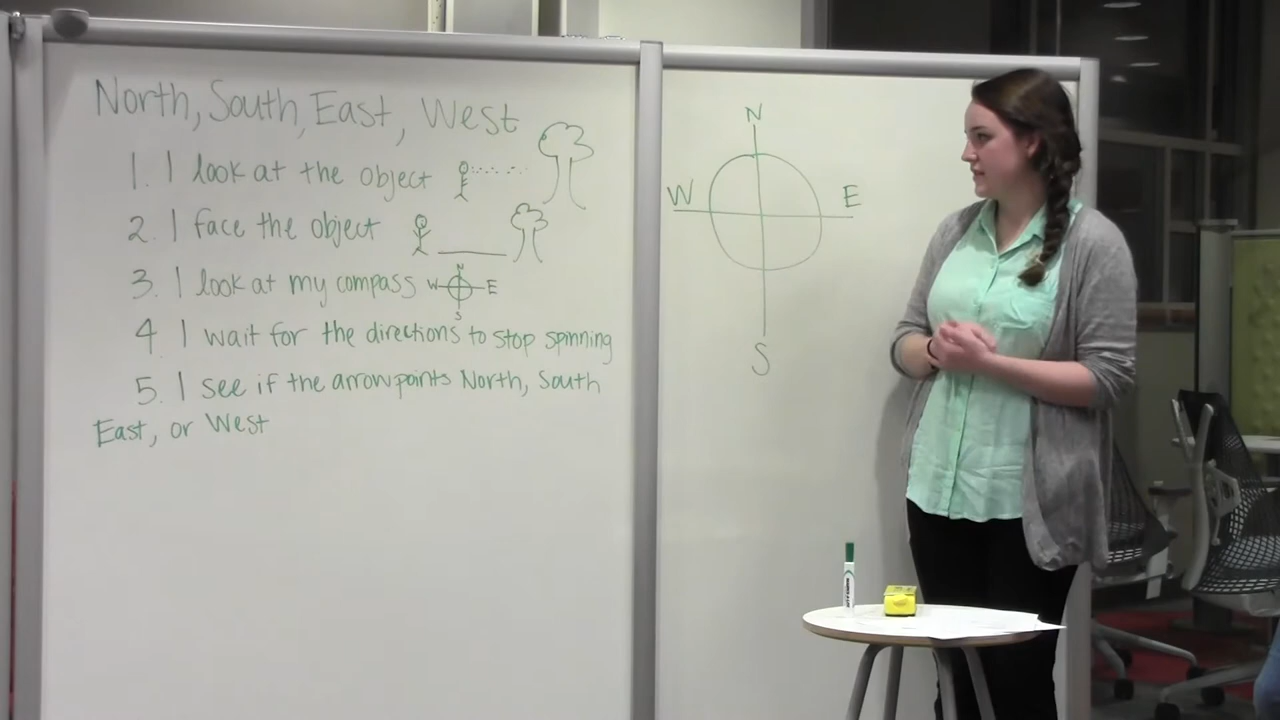 North, South, East, West
1. I look at the object
2. I face the object
3. I look at my compass W N E S
4. I wait for the directions to stop spinning
5. I see if the arrow points North, South
East, or West
N
W E
S